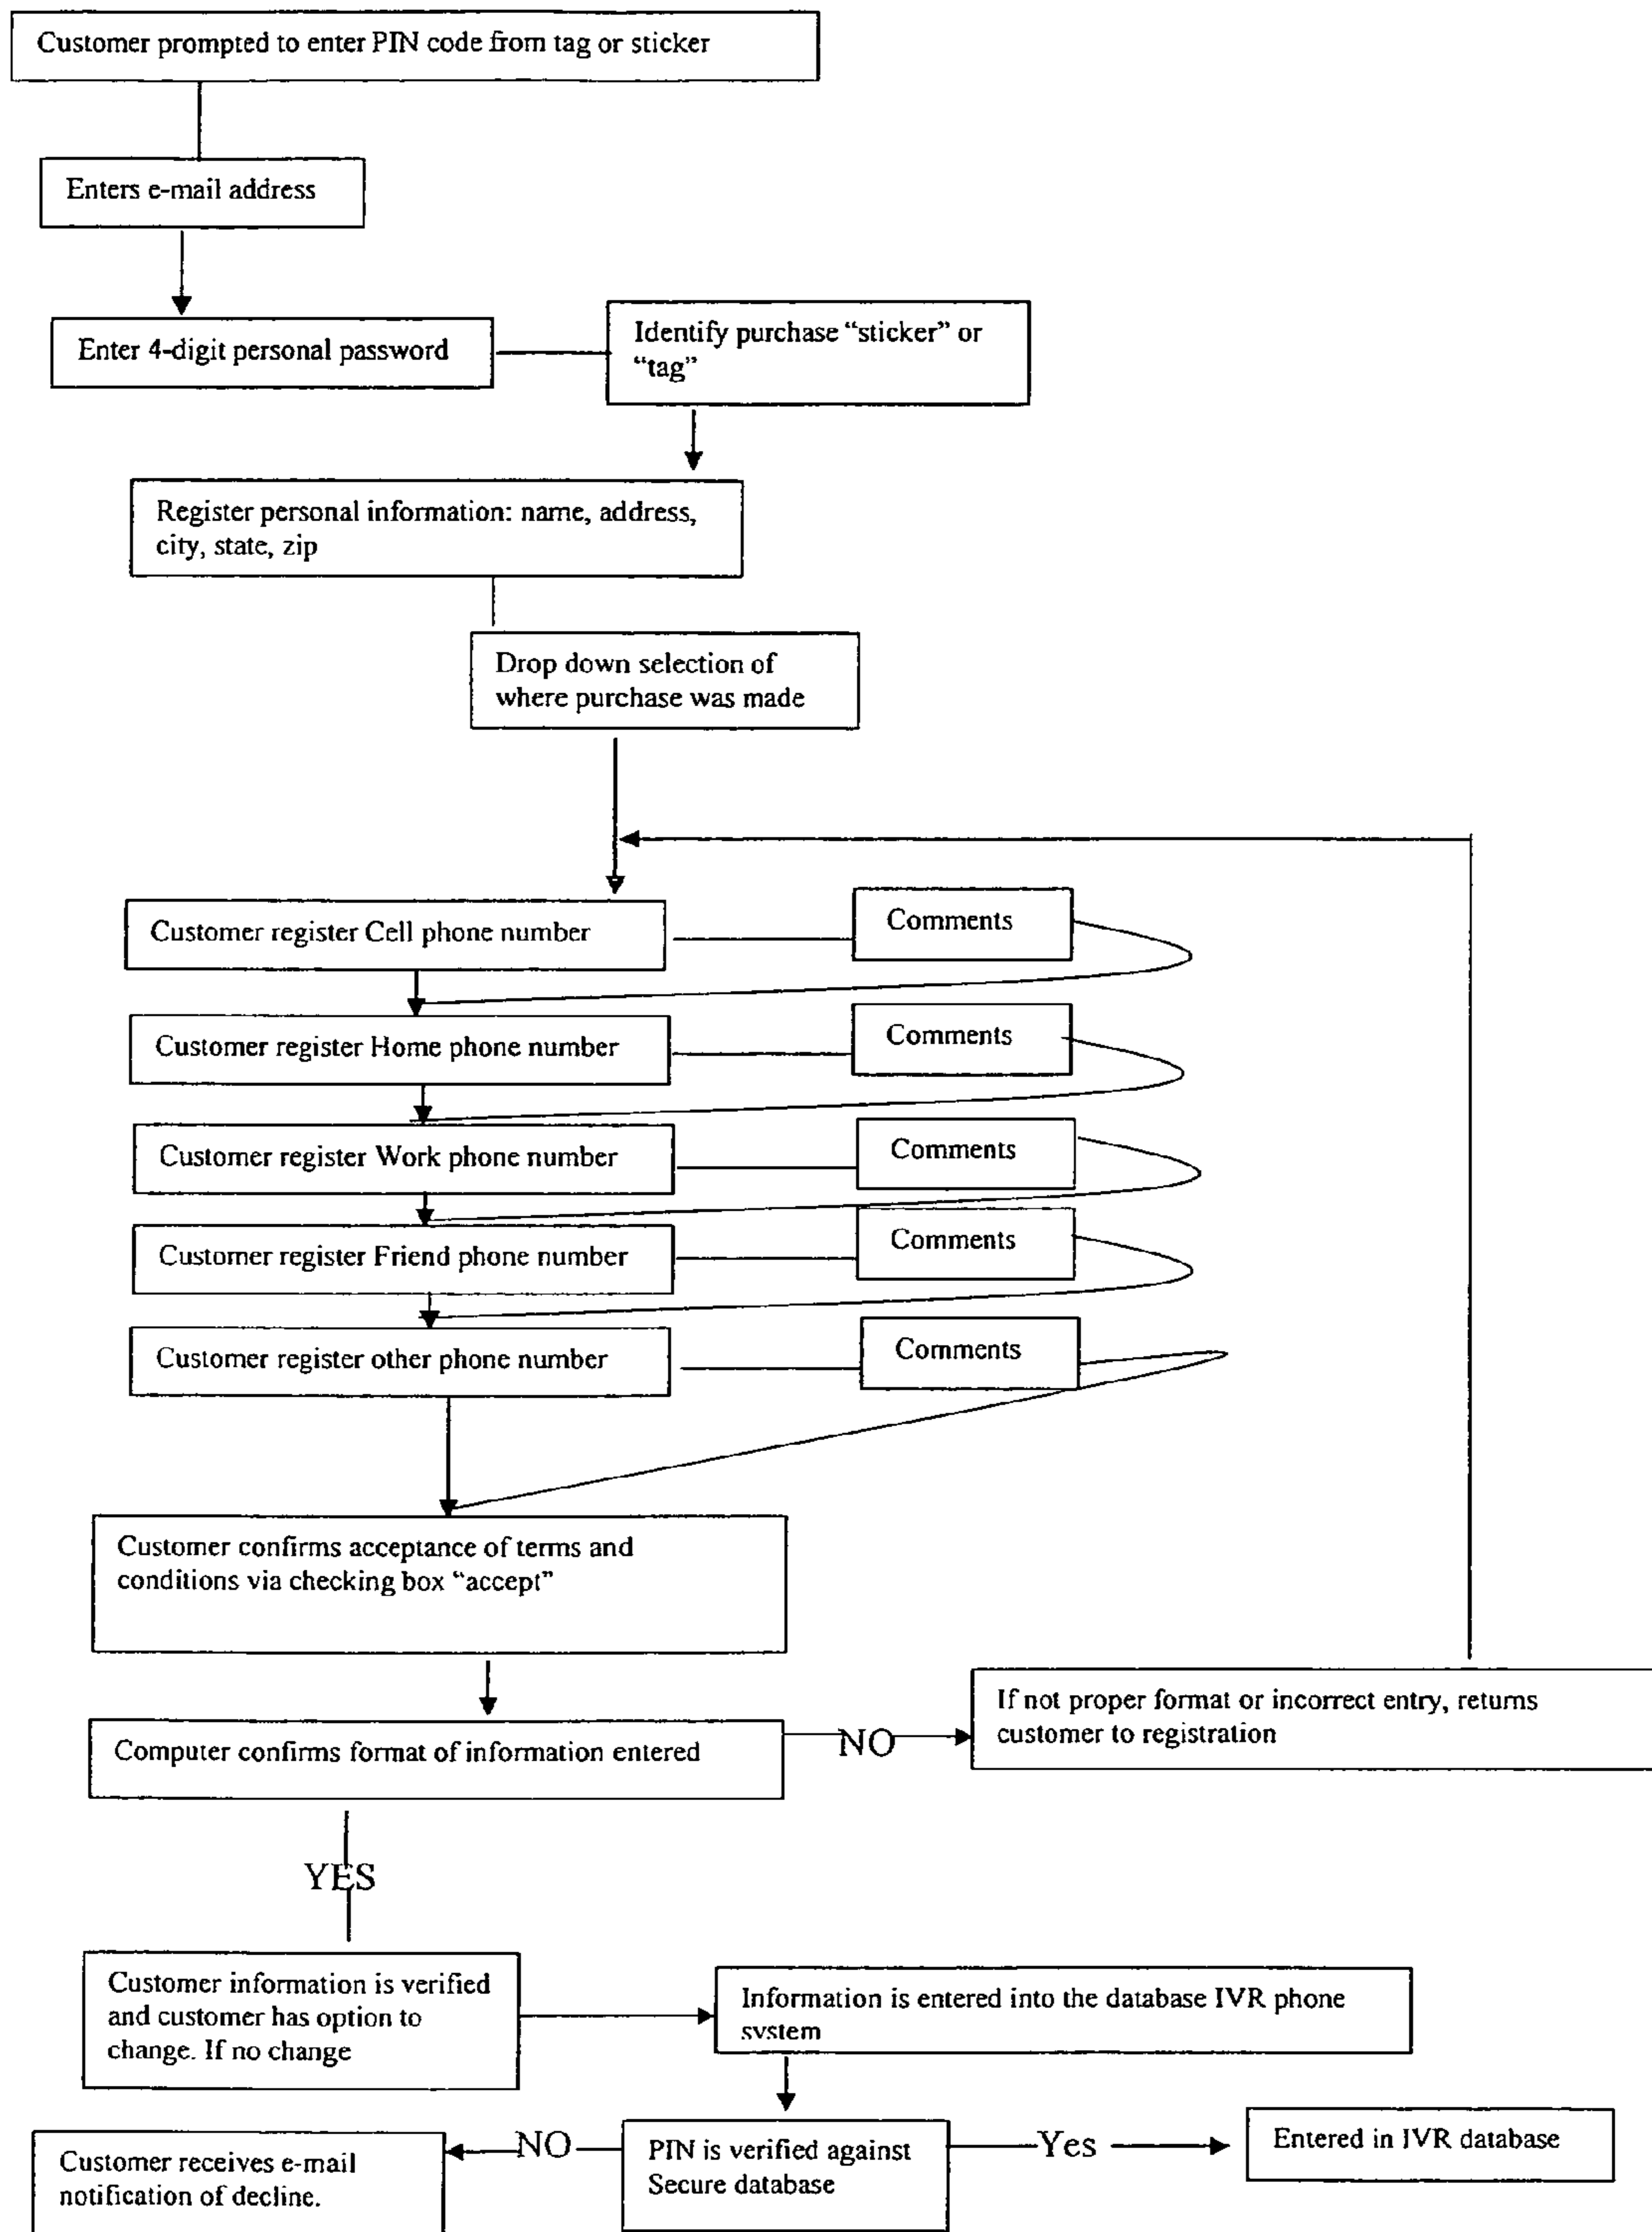 Customer prompted to enter PIN code from tag or sticker
Enters e-mail address
Enter 4-digit personal password
Identify purchase “sticker” or
“tag”
Register personal information: name, address,
city, state, zip
Drop down selection of
where purchase was made
Customer register Cell phone number
Comments
Customer register Home phone number
Comments
Customer register Work phone number
Comments
Customer register Friend phone number
Comments
Customer register other phone number
Comments
Customer confirms acceptance of terms and
conditions via checking box “accept”
If not proper format or incorrect entry, returns
customer to registration
Computer confirms format of information entered
NO
YES
Customer information is verified
and customer has option to
change. If no change
Information is entered into the database IVR phone
system
Customer receives e-mail
notification of decline.
NO
PIN is verified against
Secure database
Yes
Entered in IVR database